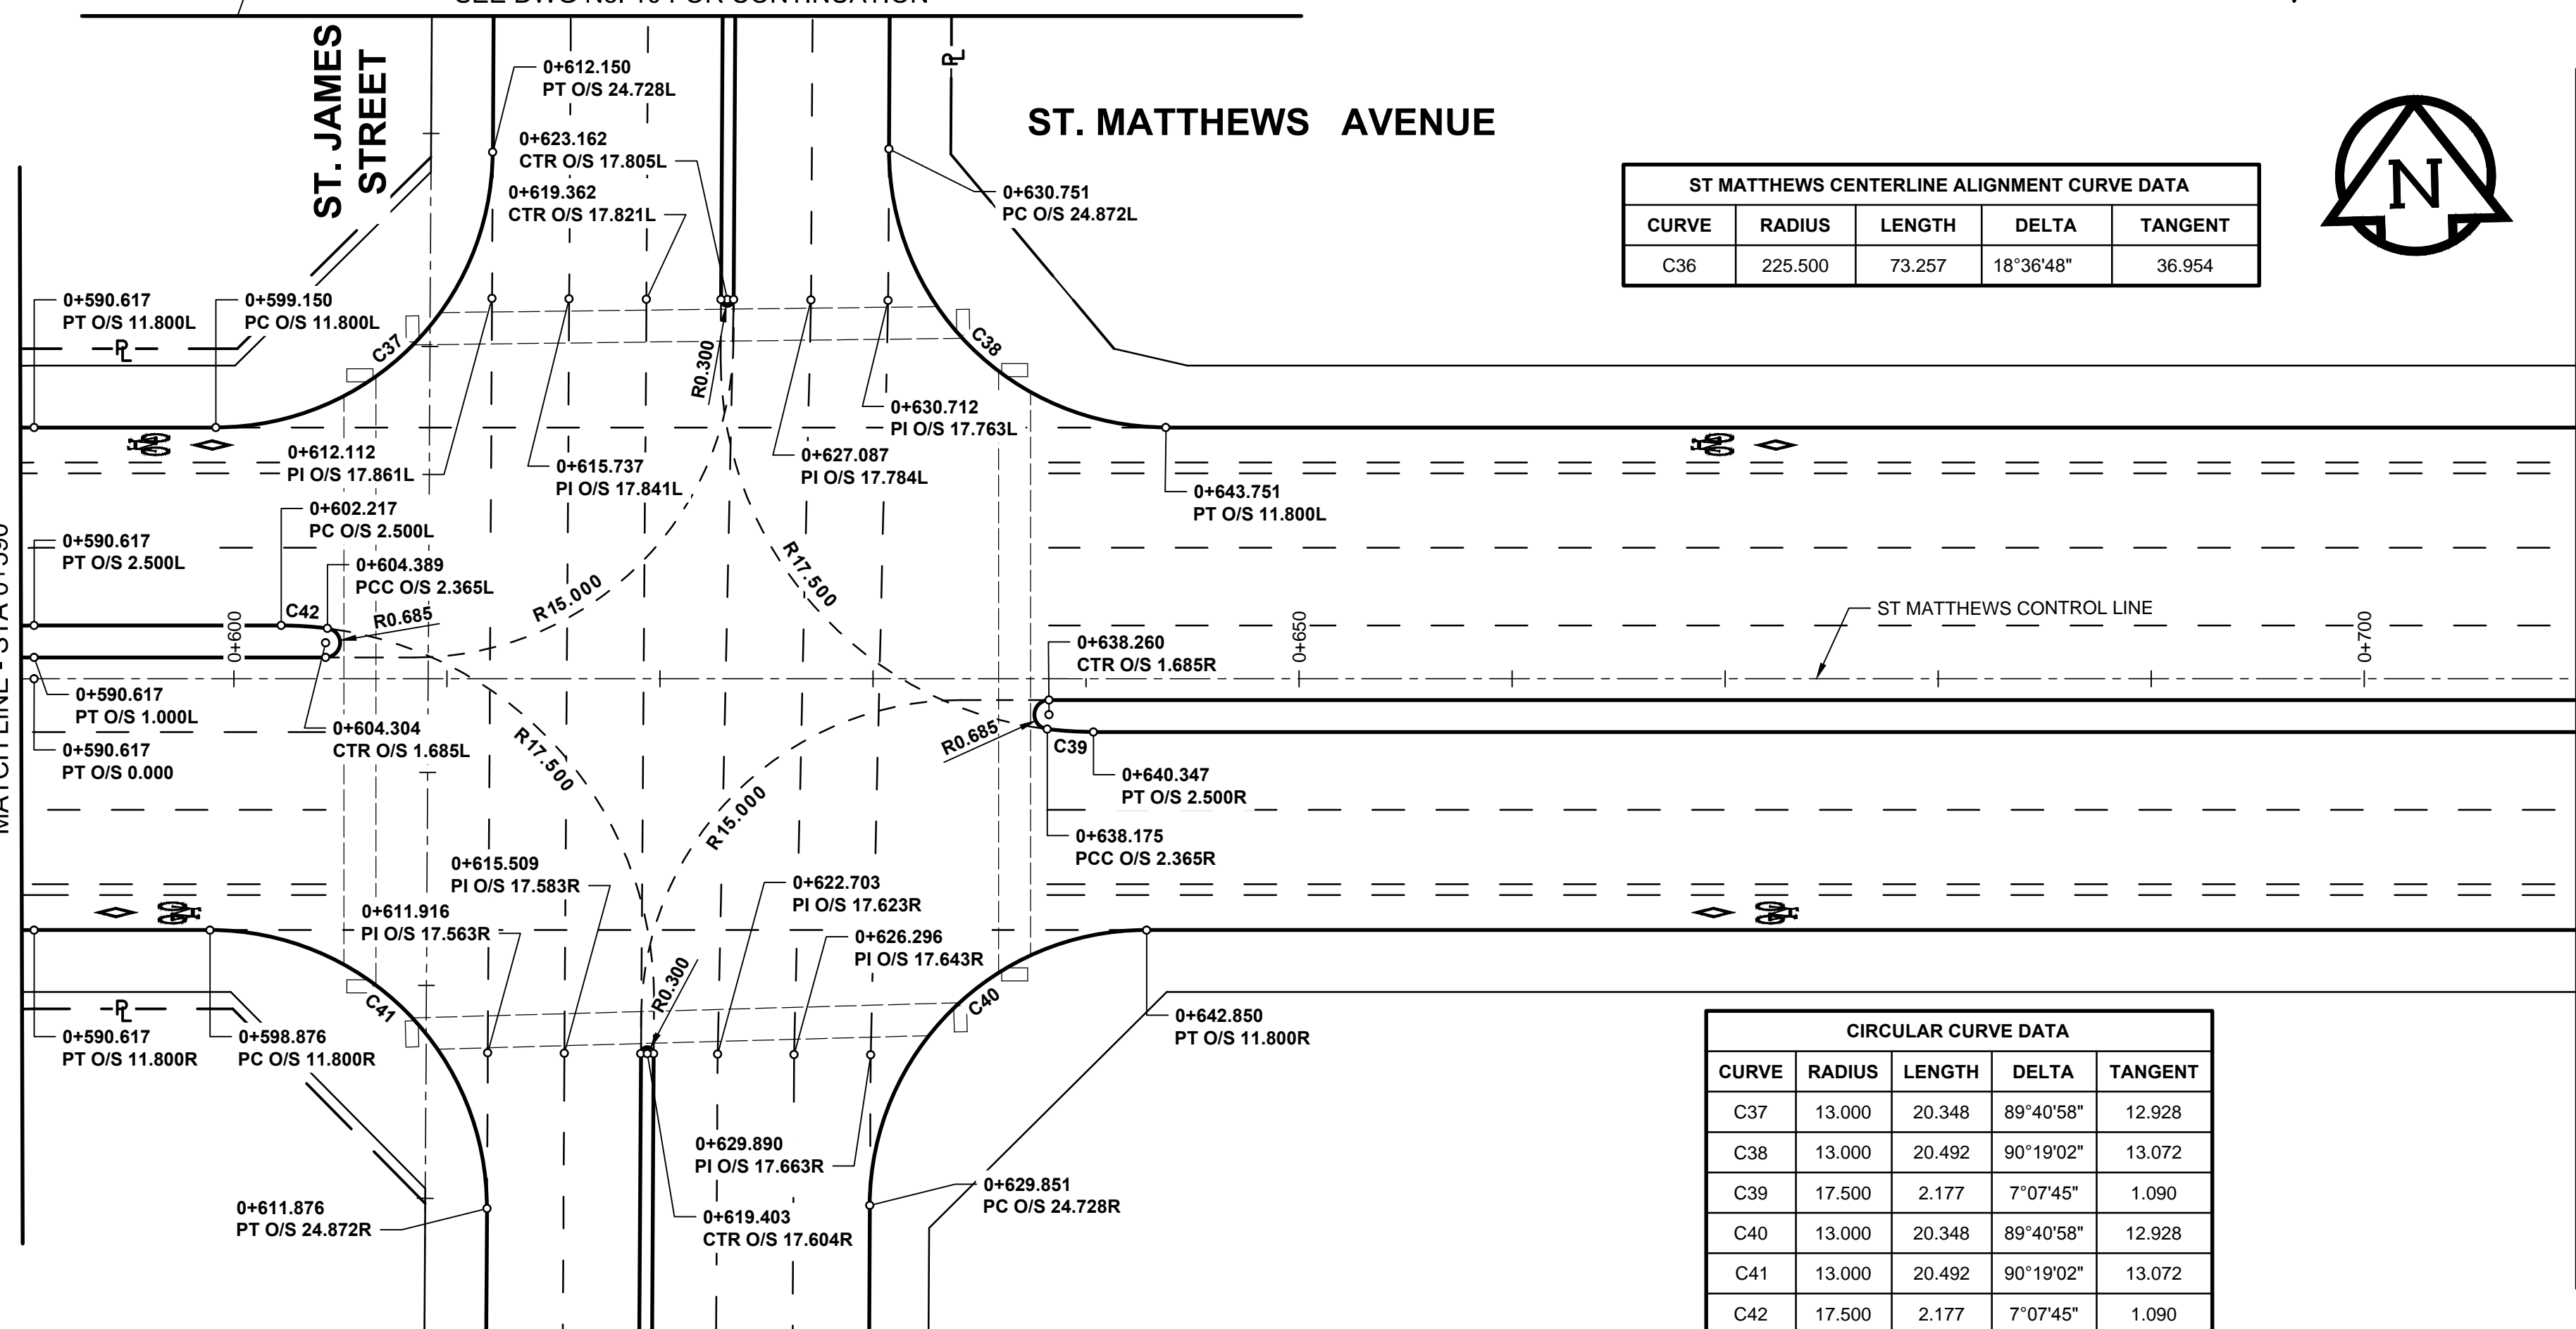 SEE DWG No. 10 FOR CONTINUATION
ST. JAMES
STREET
ST. MATTHEWS AVENUE
0+612.150
PT O/S 24.728L
0+623.162
CTR O/S 17.805L
0+619.362
CTR O/S 17.821L
PL
0+630.751
PC O/S 24.872L
ST MATTHEWS CENTERLINE ALIGNMENT CURVE DATA
CURVE RADIUS LENGTH DELTA TANGENT
C36 225.500 73.257 18°36'48" 36.954
N
0+590.617
PT O/S 11.800L
0+599.150
PC O/S 11.800L
PL
C37
C38
R0.300
0+630.712
PI O/S 17.763L
0+612.112
PI O/S 17.861L
0+615.737
PI O/S 17.841L
0+627.087
PI O/S 17.784L
0+643.751
PT O/S 11.800L
0+602.217
PC O/S 2.500L
0+590.617
PT O/S 2.500L
0+604.389
PCC O/S 2.365L
C42
R0.685
R15.000
R17.500
0+600
0+650
0+700
ST MATTHEWS CONTROL LINE
0+638.260
CTR O/S 1.685R
MATCH LINE - STA 0+590
0+590.617
PT O/S 1.000L
0+590.617
PT O/S 0.000
0+604.304
CTR O/S 1.685L
R17.500
R15.000
R0.685
C39
0+640.347
PT O/S 2.500R
0+638.175
PCC O/S 2.365R
0+615.509
PI O/S 17.583R
0+622.703
PI O/S 17.623R
0+611.916
PI O/S 17.563R
0+626.296
PI O/S 17.643R
R0.300
C41
C40
PL
0+590.617
PT O/S 11.800R
0+598.876
PC O/S 11.800R
0+642.850
PT O/S 11.800R
0+629.890
PI O/S 17.663R
0+629.851
PC O/S 24.728R
0+611.876
PT O/S 24.872R
0+619.403
CTR O/S 17.604R
CIRCULAR CURVE DATA
CURVE RADIUS LENGTH DELTA TANGENT
C37 13.000 20.348 89°40'58" 12.928
C38 13.000 20.492 90°19'02" 13.072
C39 17.500 2.177 7°07'45" 1.090
C40 13.000 20.348 89°40'58" 12.928
C41 13.000 20.492 90°19'02" 13.072
C42 17.500 2.177 7°07'45" 1.090